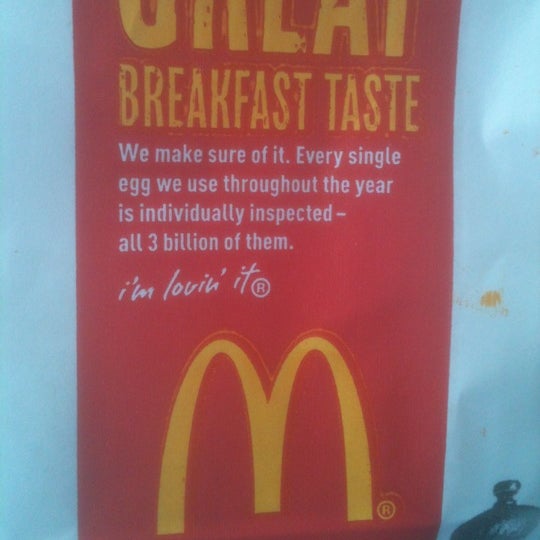 GREAT
BREAKFAST TASTE
We make sure of it. Every single
egg we use throughout the year
is individually inspected –
all 3 billion of them.
i'm lovin' it®
M®